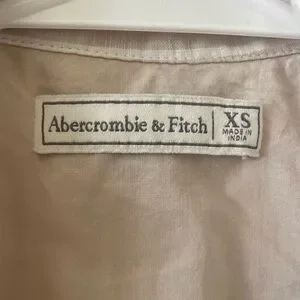 Abercrombie & Fitch
XS
MADE IN
INDIA